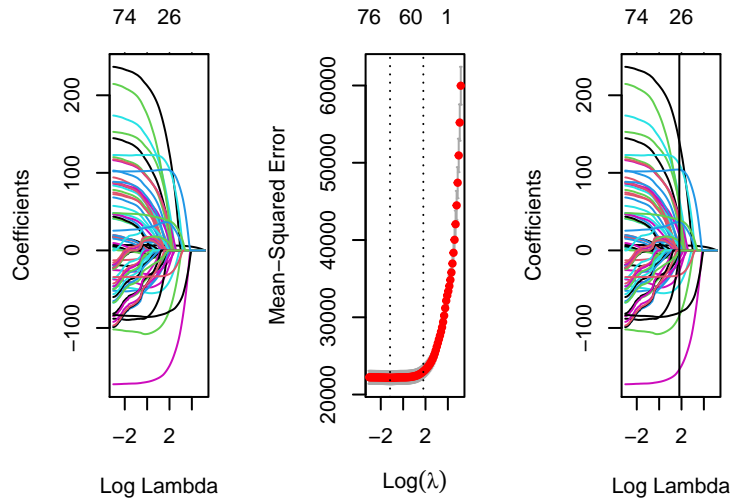 74 26
200
100
0
−100
Coefficients
−2 2
Log Lambda
76 60 1
60000
50000
40000
30000
20000
Mean−Squared Error
−2 2 4
Log(λ)
74 26
200
100
0
−100
Coefficients
−2 2
Log Lambda